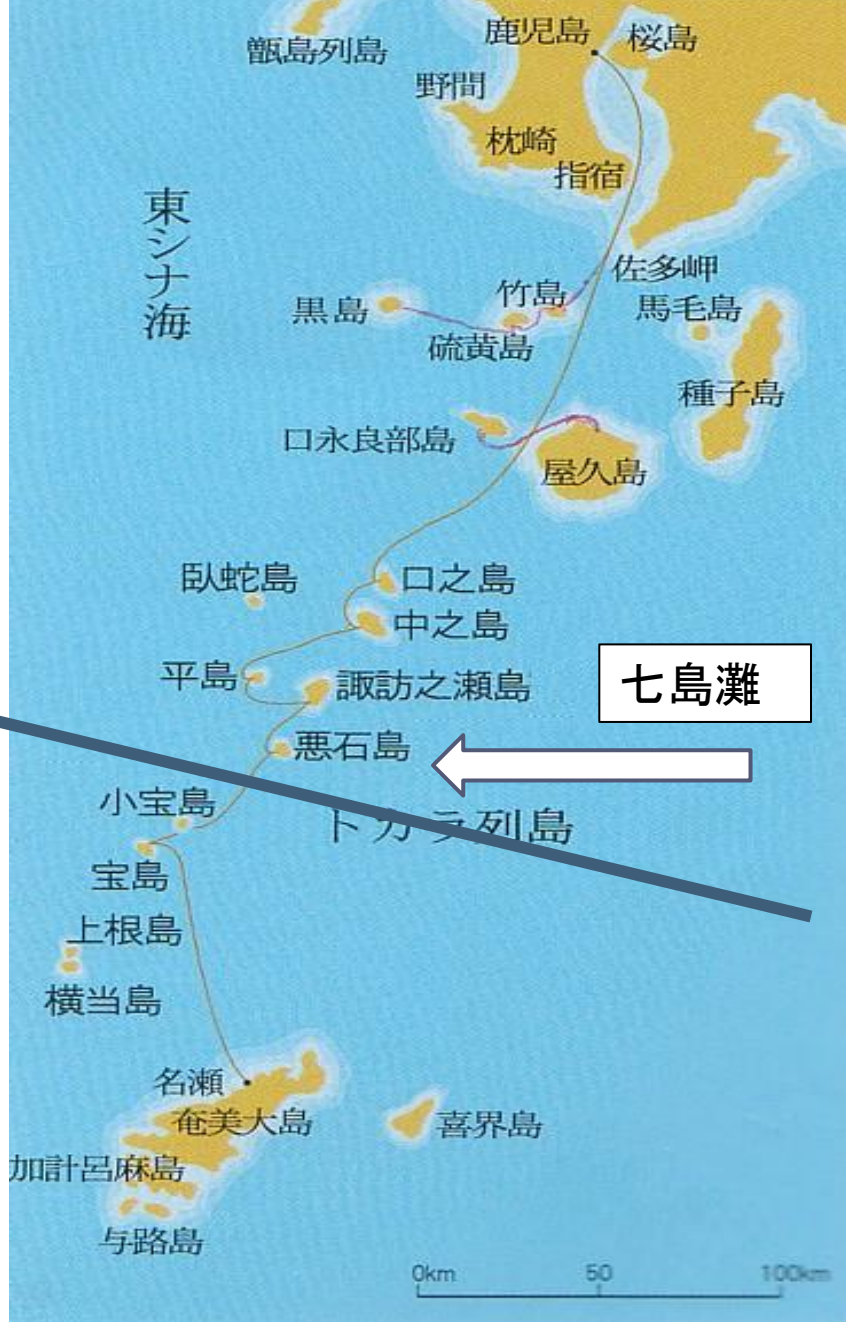 鹿児島
桜島
甑島列島
野間
枕崎
指宿
東シナ海
佐多岬
竹島
馬毛島
黒島
硫黄島
種子島
口永良部島
屋久島
臥蛇島
口之島
中之島
七島灘
平島
諏訪之瀬島
悪石島
小宝島
トカラ列島
宝島
上根島
横当島
名瀬
奄美大島
喜界島
加計呂麻島
与路島
0km 50 100km